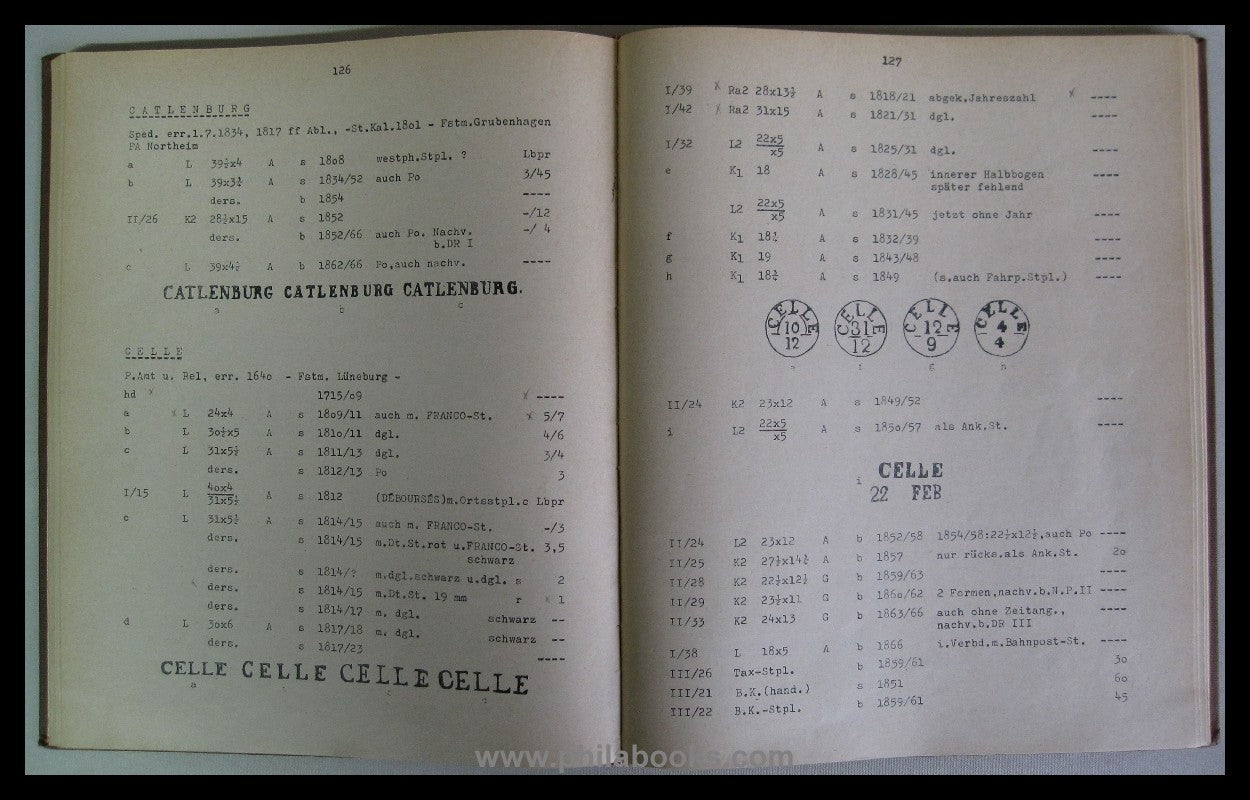 126
CATLENBURG
Sped. err.1.7.1834, 1817 ff Abl., -St.Kal.18o1 - Fstm.Grubenhagen
PA Northeim
a L 39½x4 A s 18o8 westph.Stpl. ? Lbpr
b L 39x3¾ A s 1834/52 auch Po 3/45
ders. b 1854 ----
II/26 K2 28½x15 A s 1852 -/12
ders. b 1852/66 auch Po. Nachv. -/ 4
b.DR I
c L 39x4½ A b 1862/66 Po,auch nachv. ----
CATLENBURG CATLENBURG CATLENBURG.
a b c
CELLE
P.Amt u. Rel, err. 164o - Fstm. Lüneburg -
hd 1715/o9 ----
a L 24x4 A s 18o9/11 auch m. FRANCO-St. 5/7
b L 3o½x5 A s 181o/11 dgl. 4/6
c L 31x5½ A s 1811/13 dgl. 3/4
ders. s 1812/13 Po 3
I/15 L 4ox4 A s 1812 (DÉBOURSÉS)m.Ortsstpl.c Lbpr
31x5½
c L 31x5½ A s 1814/15 auch m. FRANCO-St. -/3
ders. s 1814/15 m.Dt.St.rot u.FRANCO-St. 3,5
schwarz
ders. s 1814/? m.dgl.schwarz u.dgl. s 2
ders. s 1814/15 m.Dt.St. 19 mm r 1
ders. s 1814/17 m. dgl. schwarz --
d L 3ox6 A s 1817/18 m. dgl. schwarz --
ders. s 1817/23 ----
CELLE CELLE CELLE CELLE
a c
127
I/39 Ra2 28x13½ A s 1818/21 abgek.Jahreszahl ----
I/42 Ra2 31x15 A s 1821/31 dgl. ----
I/32 L2 22x5 A s 1825/31 dgl. ----
x5
e K1 18 A s 1828/45 innerer Halbbogen ----
später fehlend
L2 22x5 A s 1831/45 jetzt ohne Jahr ----
x5
f K1 18½ A s 1832/39 ----
g K1 19 A s 1843/48 ----
h K1 18¾ A s 1849 (s.auch Fahrp.Stpl.) ----
CELLE 10 12
CELLE 31 12
CELLE 12 9
CELLE 4 4
e f g h
II/24 K2 23x12 A s 1849/52 ----
i L2 22x5 A s 185o/57 als Ank.St. ----
x5
CELLE
i
22 FEB
II/24 L2 23x12 A b 1852/58 1854/58:22½x12½,auch Po ----
II/25 K2 27½x14¾ A b 1857 nur rücks.als Ank.St. 2o
II/28 K2 22½x12½ G b 1859/63 ----
II/29 K2 23½x11 G b 186o/62 2 Formen,nachv.b.N.P.II ----
II/33 K2 24x13 G b 1863/66 auch ohne Zeitang., ----
nachv.b.DR III
I/38 L 18x5 A b 1866 i.Verbd.m.Bahnpost-St. ----
III/26 Tax-Stpl. b 1859/61 3o
III/21 B.K.(hand.) s 1851 6o
III/22 B.K.-Stpl. b 1859/61 45
www.philabooks.com